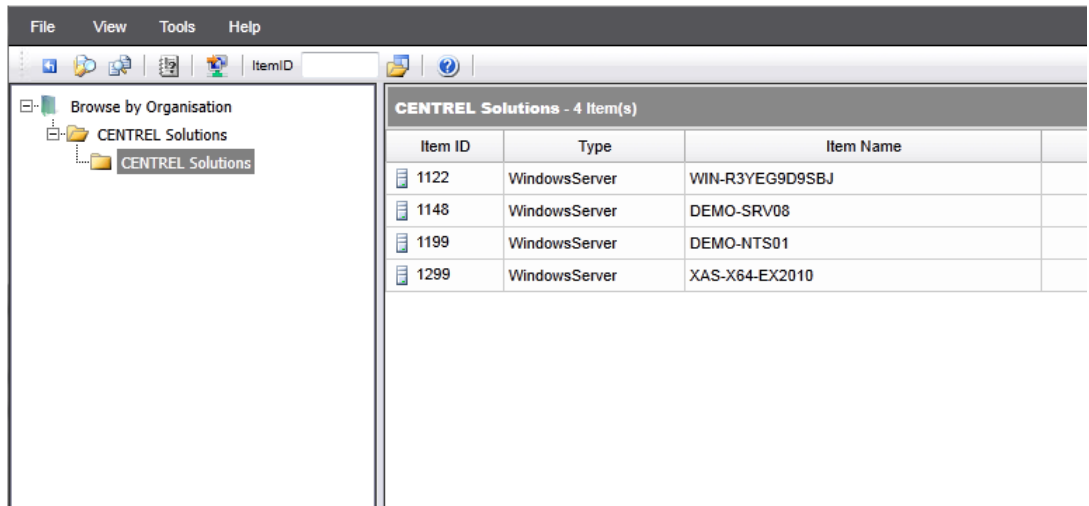 File View Tools Help
ItemID
Browse by Organisation
CENTREL Solutions
CENTREL Solutions
CENTREL Solutions - 4 Item(s)
Item ID Type Item Name
1122 WindowsServer WIN-R3YEG9D9SBJ
1148 WindowsServer DEMO-SRV08
1199 WindowsServer DEMO-NTS01
1299 WindowsServer XAS-X64-EX2010